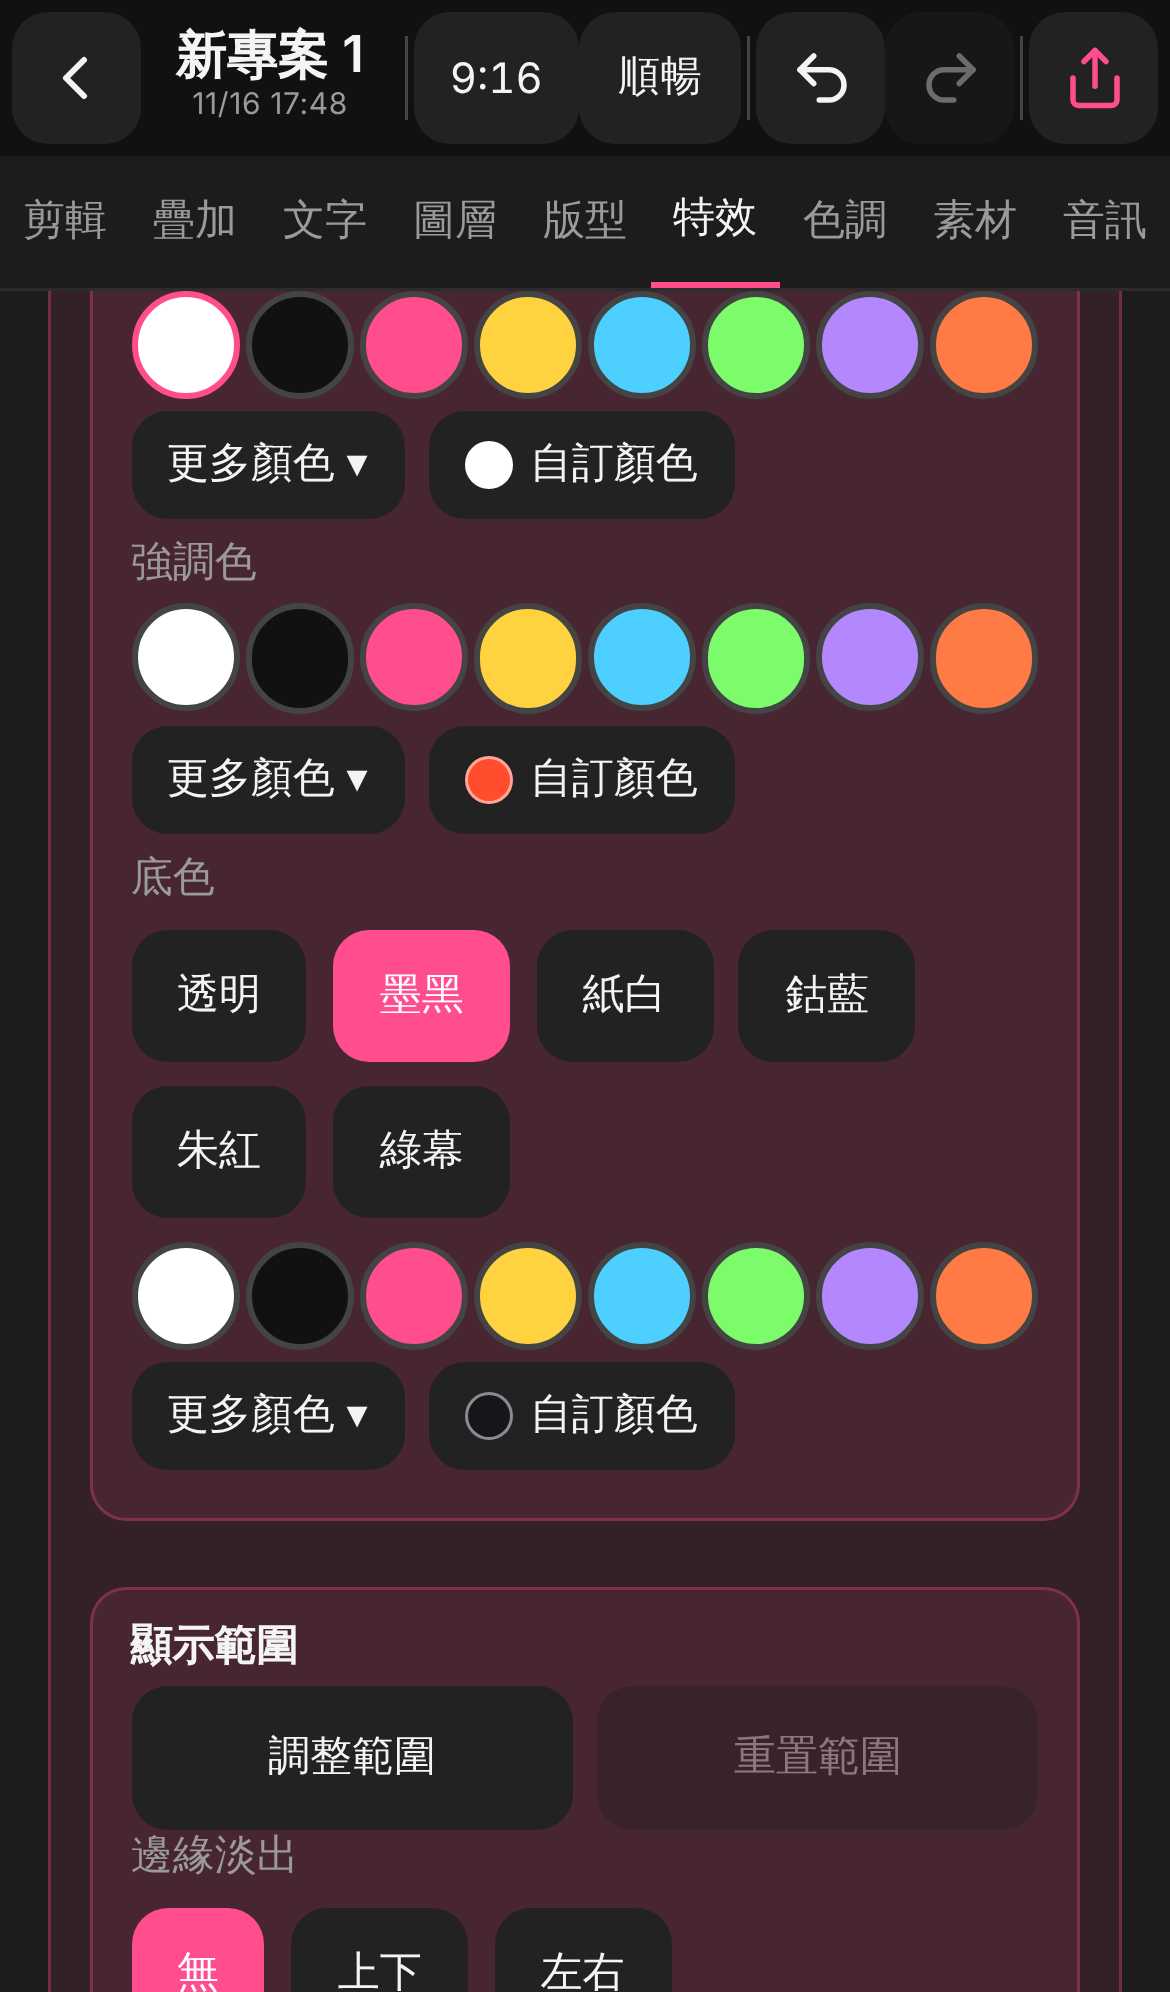 新專案 1
11/16 17:48
9:16
順暢
剪輯 疊加 文字 圖層 版型 特效 色調 素材 音訊
更多顏色 ▾ 自訂顏色
強調色
更多顏色 ▾ 自訂顏色
底色
透明 墨黑 紙白 鈷藍
朱紅 綠幕
更多顏色 ▾ 自訂顏色
顯示範圍
調整範圍 重置範圍
邊緣淡出
無 上下 左右